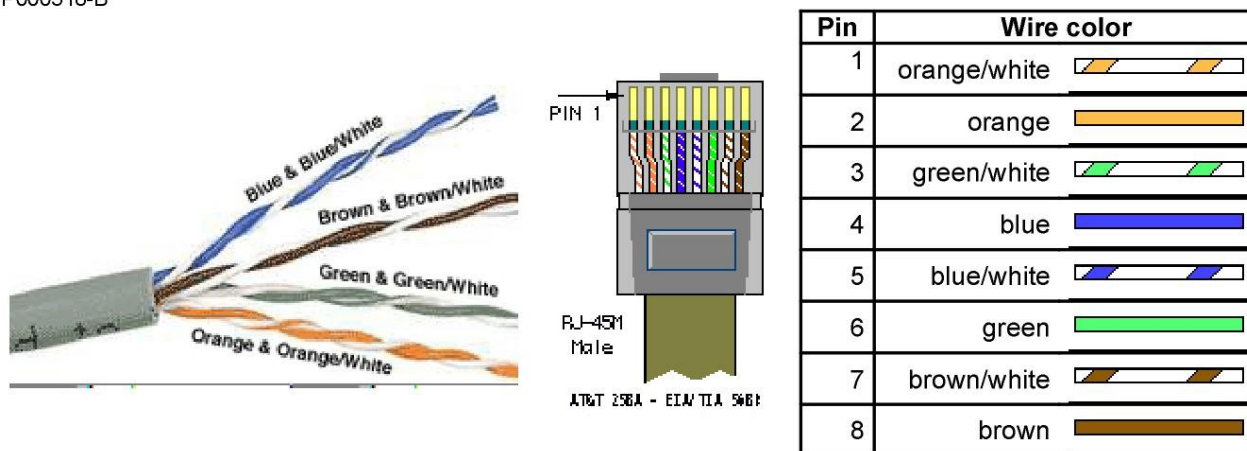 Blue & Blue/White
Brown & Brown/White
Green & Green/White
Orange & Orange/White
PIN 1
RJ-45M
Male
AT&T 258A - EIA/TIA
Pin Wire color
1 orange/white
2 orange
3 green/white
4 blue
5 blue/white
6 green
7 brown/white
8 brown